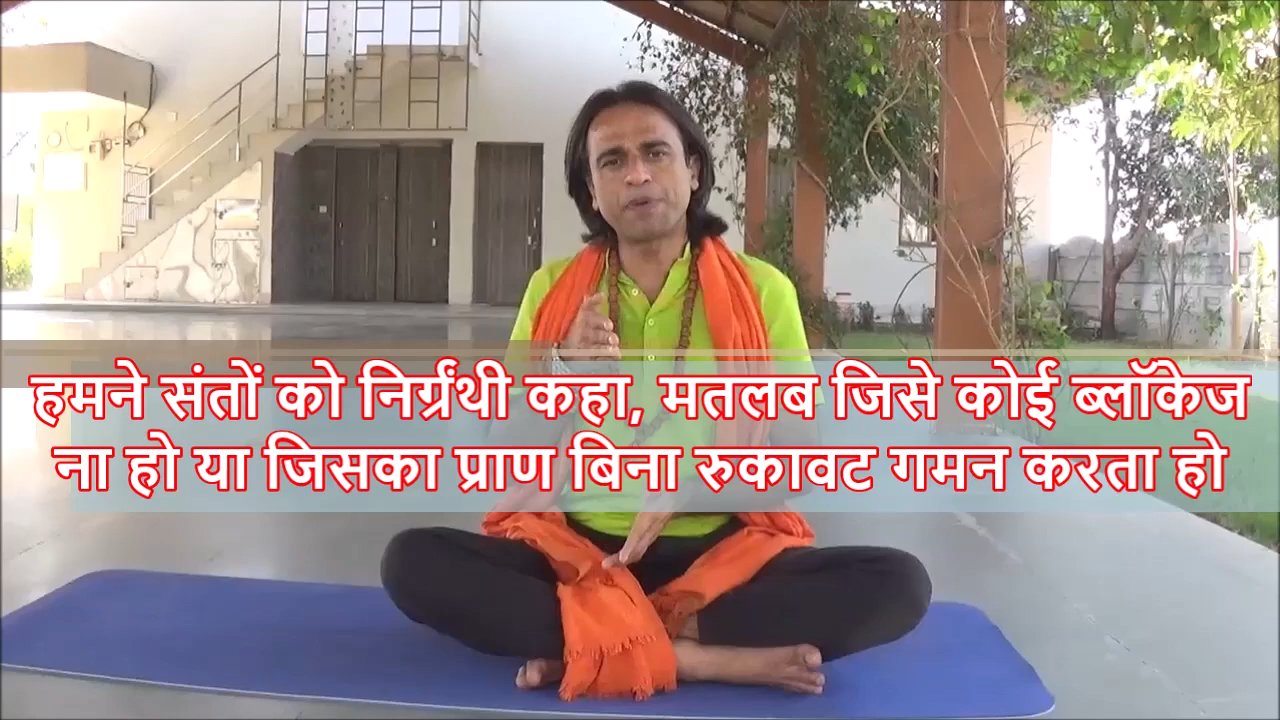 हमने संतों को निर्ग्रंथी कहा, मतलब जिसे कोई ब्लॉकेज
ना हो या जिसका प्राण बिना रुकावट गमन करता हो